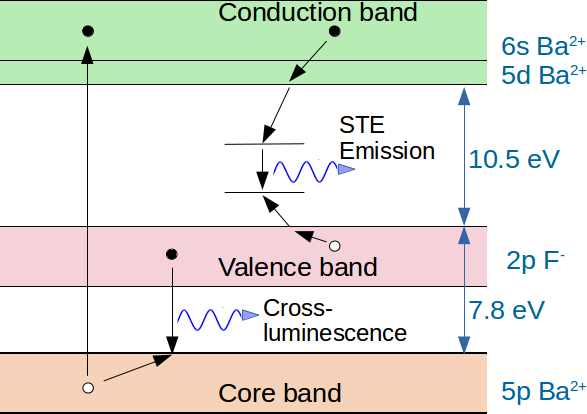 Conduction band
6s Ba²⁺
5d Ba²⁺
STE
Emission
10.5 eV
Valence band
2p F⁻
Cross-
luminescence
7.8 eV
Core band
5p Ba²⁺